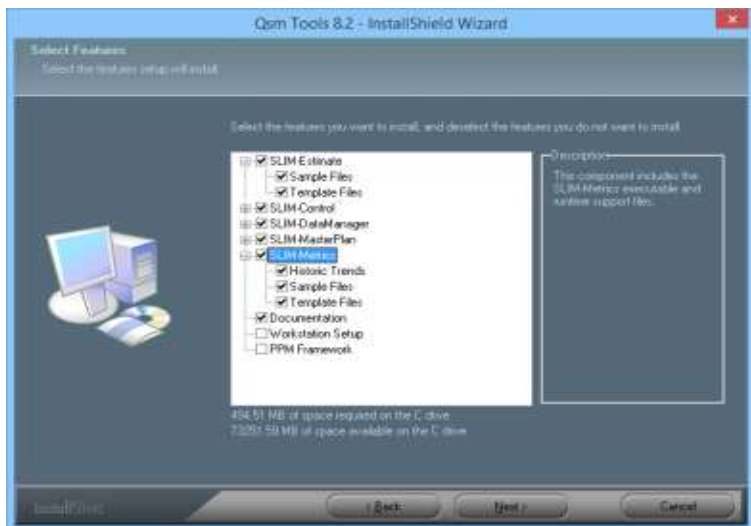 Qsm Tools 8.2 - InstallShield Wizard
Select Features
Select the features setup will install.
Select the features you want to install, and deselect the features you do not want to install.
SLIM-Estimate
Sample Files
Template Files
SLIM-Control
SLIM-DataManager
SLIM-MasterPlan
SLIM-Metrics
Historic Trends
Sample Files
Template Files
Documentation
Workstation Setup
PPM Framework
Description
This component includes the
SLIM-Metrics executable and
runtime support files.
494.51 MB of space required on the C drive
73251.59 MB of space available on the C drive
InstallShield
< Back
Next >
Cancel